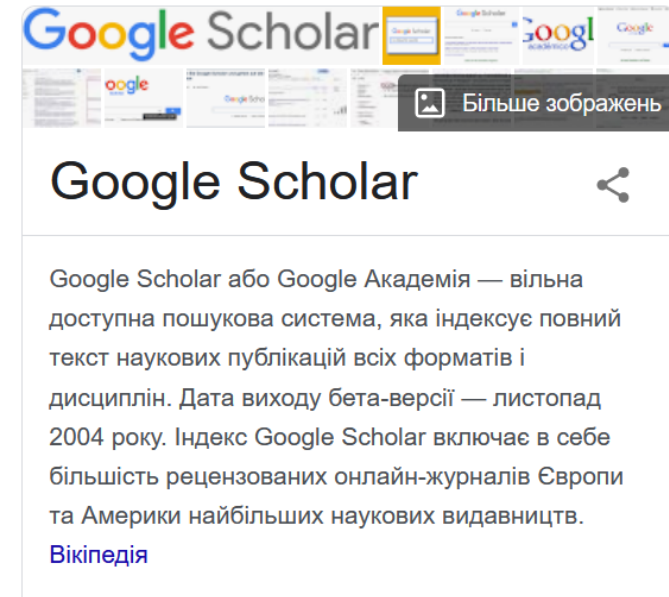 Google Scholar
Більше зображень
Google Scholar
Google Scholar або Google Академія — вільна
доступна пошукова система, яка індексує повний
текст наукових публікацій всіх форматів і
дисциплін. Дата виходу бета-версії — листопад
2004 року. Індекс Google Scholar включає в себе
більшість рецензованих онлайн-журналів Європи
та Америки найбільших наукових видавництв.
Вікіпедія